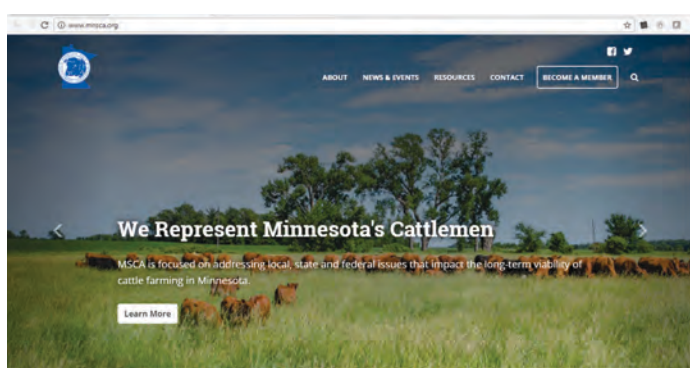 www.mnsca.org
ABOUT NEWS & EVENTS RESOURCES CONTACT BECOME A MEMBER
We Represent Minnesota's Cattlemen
MSCA is focused on addressing local, state and federal issues that impact the long-term viability of
cattle farming in Minnesota.
Learn More